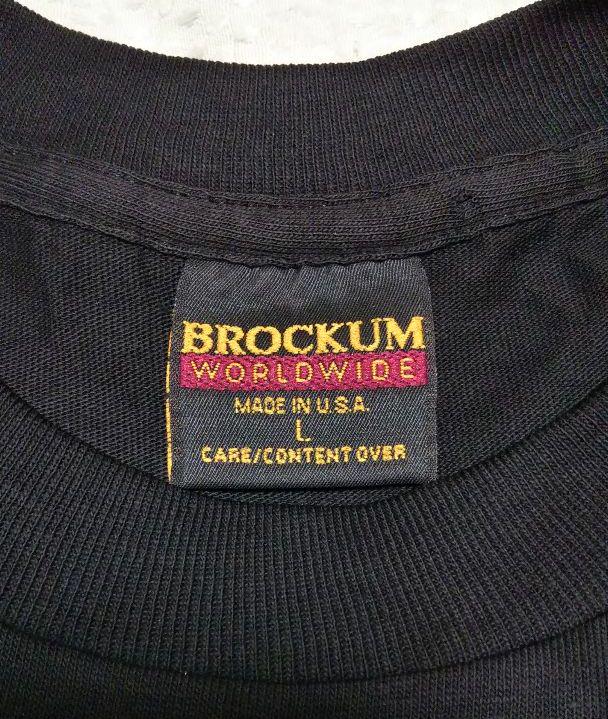 BROCKUM
WORLDWIDE
MADE IN U.S.A.
L
CARE/CONTENT OVER